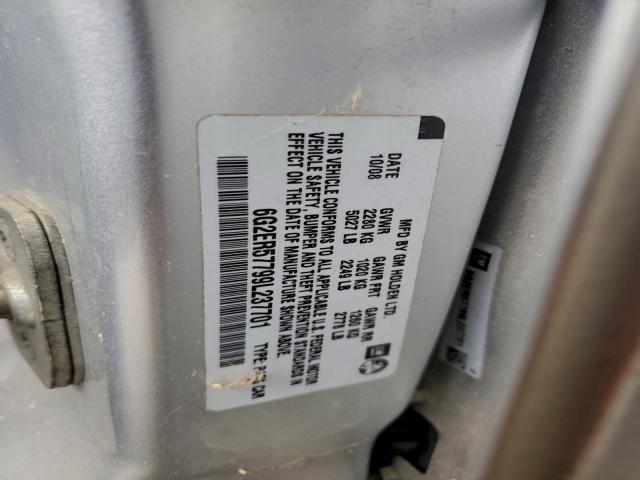 MFD BY GM HOLDEN LTD.
DATE GVWR GAWR FRT GAWR RR
10/08 2280 KG 1020 KG 1260 KG
5027 LB 2249 LB 2778 LB
THIS VEHICLE CONFORMS TO ALL APPLICABLE U.S. FEDERAL MOTOR
VEHICLE SAFETY, BUMPER AND THEFT PREVENTION STANDARDS IN
EFFECT ON THE DATE OF MANUFACTURE SHOWN ABOVE.
6G2ER57799L237701 TYPE: PASS CAR